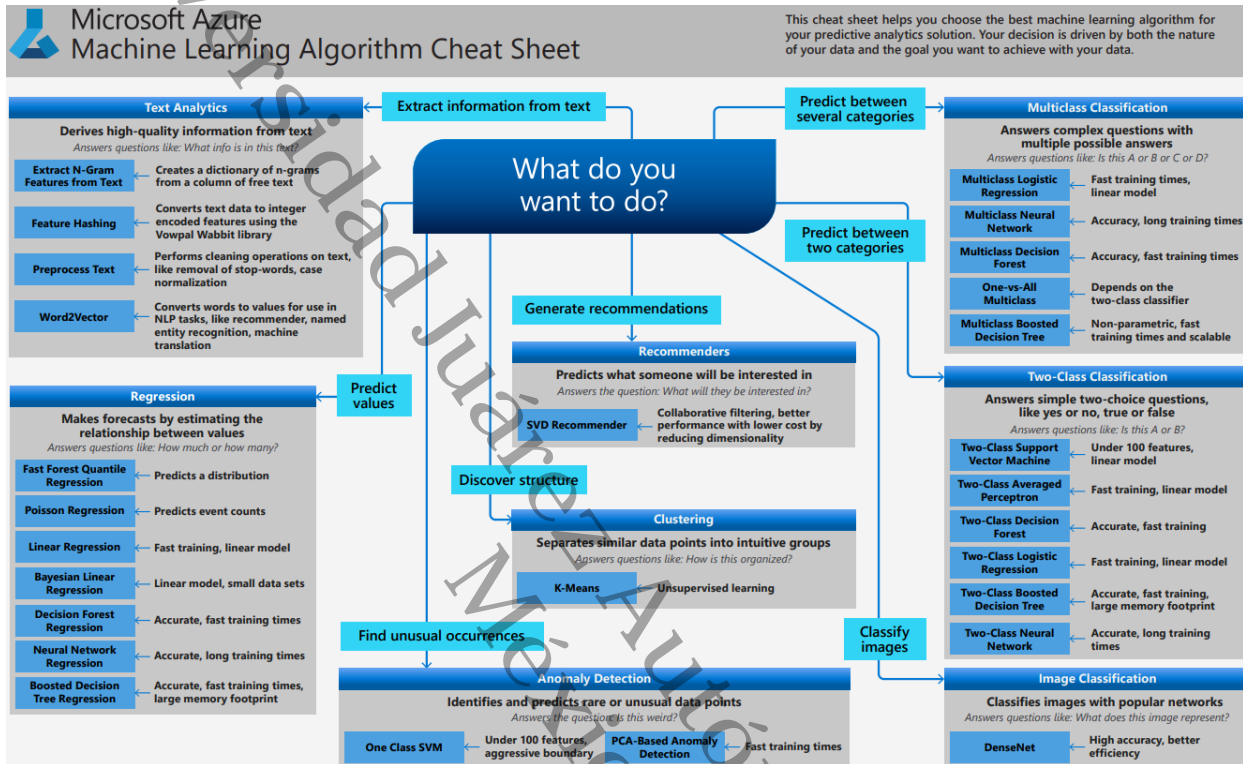 Microsoft Azure
Machine Learning Algorithm Cheat Sheet
This cheat sheet helps you choose the best machine learning algorithm for
your predictive analytics solution. Your decision is driven by both the nature
of your data and the goal you want to achieve with your data.
What do you
want to do?
Extract information from text
Text Analytics
Derives high-quality information from text
Answers questions like: What info is in this text?
Extract N-Gram
Features from Text
Creates a dictionary of n-grams
from a column of free text
Feature Hashing
Converts text data to integer
encoded features using the
Vowpal Wabbit library
Preprocess Text
Performs cleaning operations on text,
like removal of stop-words, case
normalization
Word2Vector
Converts words to values for use in
NLP tasks, like recommender, named
entity recognition, machine
translation
Predict
values
Regression
Makes forecasts by estimating the
relationship between values
Answers questions like: How much or how many?
Fast Forest Quantile
Regression
Predicts a distribution
Poisson Regression
Predicts event counts
Linear Regression
Fast training, linear model
Bayesian Linear
Regression
Linear model, small data sets
Decision Forest
Regression
Accurate, fast training times
Neural Network
Regression
Accurate, long training times
Boosted Decision
Tree Regression
Accurate, fast training times,
large memory footprint
Generate recommendations
Recommenders
Predicts what someone will be interested in
Answers the question: What will they be interested in?
SVD Recommender
Collaborative filtering, better
performance with lower cost by
reducing dimensionality
Discover structure
Clustering
Separates similar data points into intuitive groups
Answers questions like: How is this organized?
K-Means
Unsupervised learning
Find unusual occurrences
Anomaly Detection
Identifies and predicts rare or unusual data points
Answers the question: Is this weird?
One Class SVM
Under 100 features,
aggressive boundary
PCA-Based Anomaly
Detection
Fast training times
Predict between
several categories
Multiclass Classification
Answers complex questions with
multiple possible answers
Answers questions like: Is this A or B or C or D?
Multiclass Logistic
Regression
Fast training times,
linear model
Multiclass Neural
Network
Accuracy, long training times
Multiclass Decision
Forest
Accuracy, fast training times
One-vs-All
Multiclass
Depends on the
two-class classifier
Multiclass Boosted
Decision Tree
Non-parametric, fast
training times and scalable
Predict between
two categories
Two-Class Classification
Answers simple two-choice questions,
like yes or no, true or false
Answers questions like: Is this A or B?
Two-Class Support
Vector Machine
Under 100 features,
linear model
Two-Class Averaged
Perceptron
Fast training, linear model
Two-Class Decision
Forest
Accurate, fast training
Two-Class Logistic
Regression
Fast training, linear model
Two-Class Boosted
Decision Tree
Accurate, fast training,
large memory footprint
Two-Class Neural
Network
Accurate, long training
times
Classify
images
Image Classification
Classifies images with popular networks
Answers questions like: What does this image represent?
DenseNet
High accuracy, better
efficiency
versidad Juárez Autó
Méxic